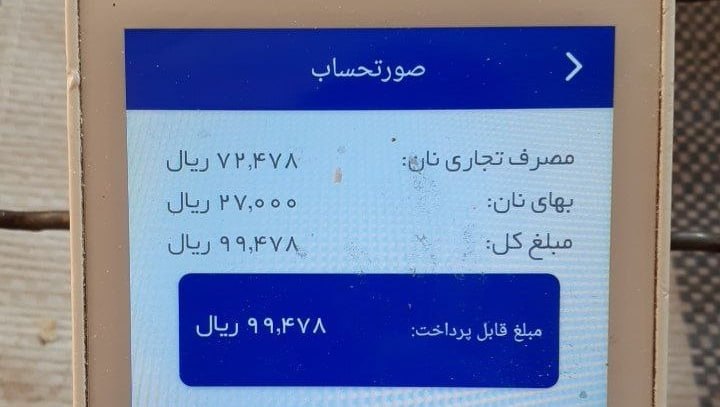 صورتحساب
مصرف تجاری نان: ۷۲,۴۷۸ ریال
بهای نان: ۲۷,۰۰۰ ریال
مبلغ کل: ۹۹,۴۷۸ ریال
مبلغ قابل پرداخت: ۹۹,۴۷۸ ریال